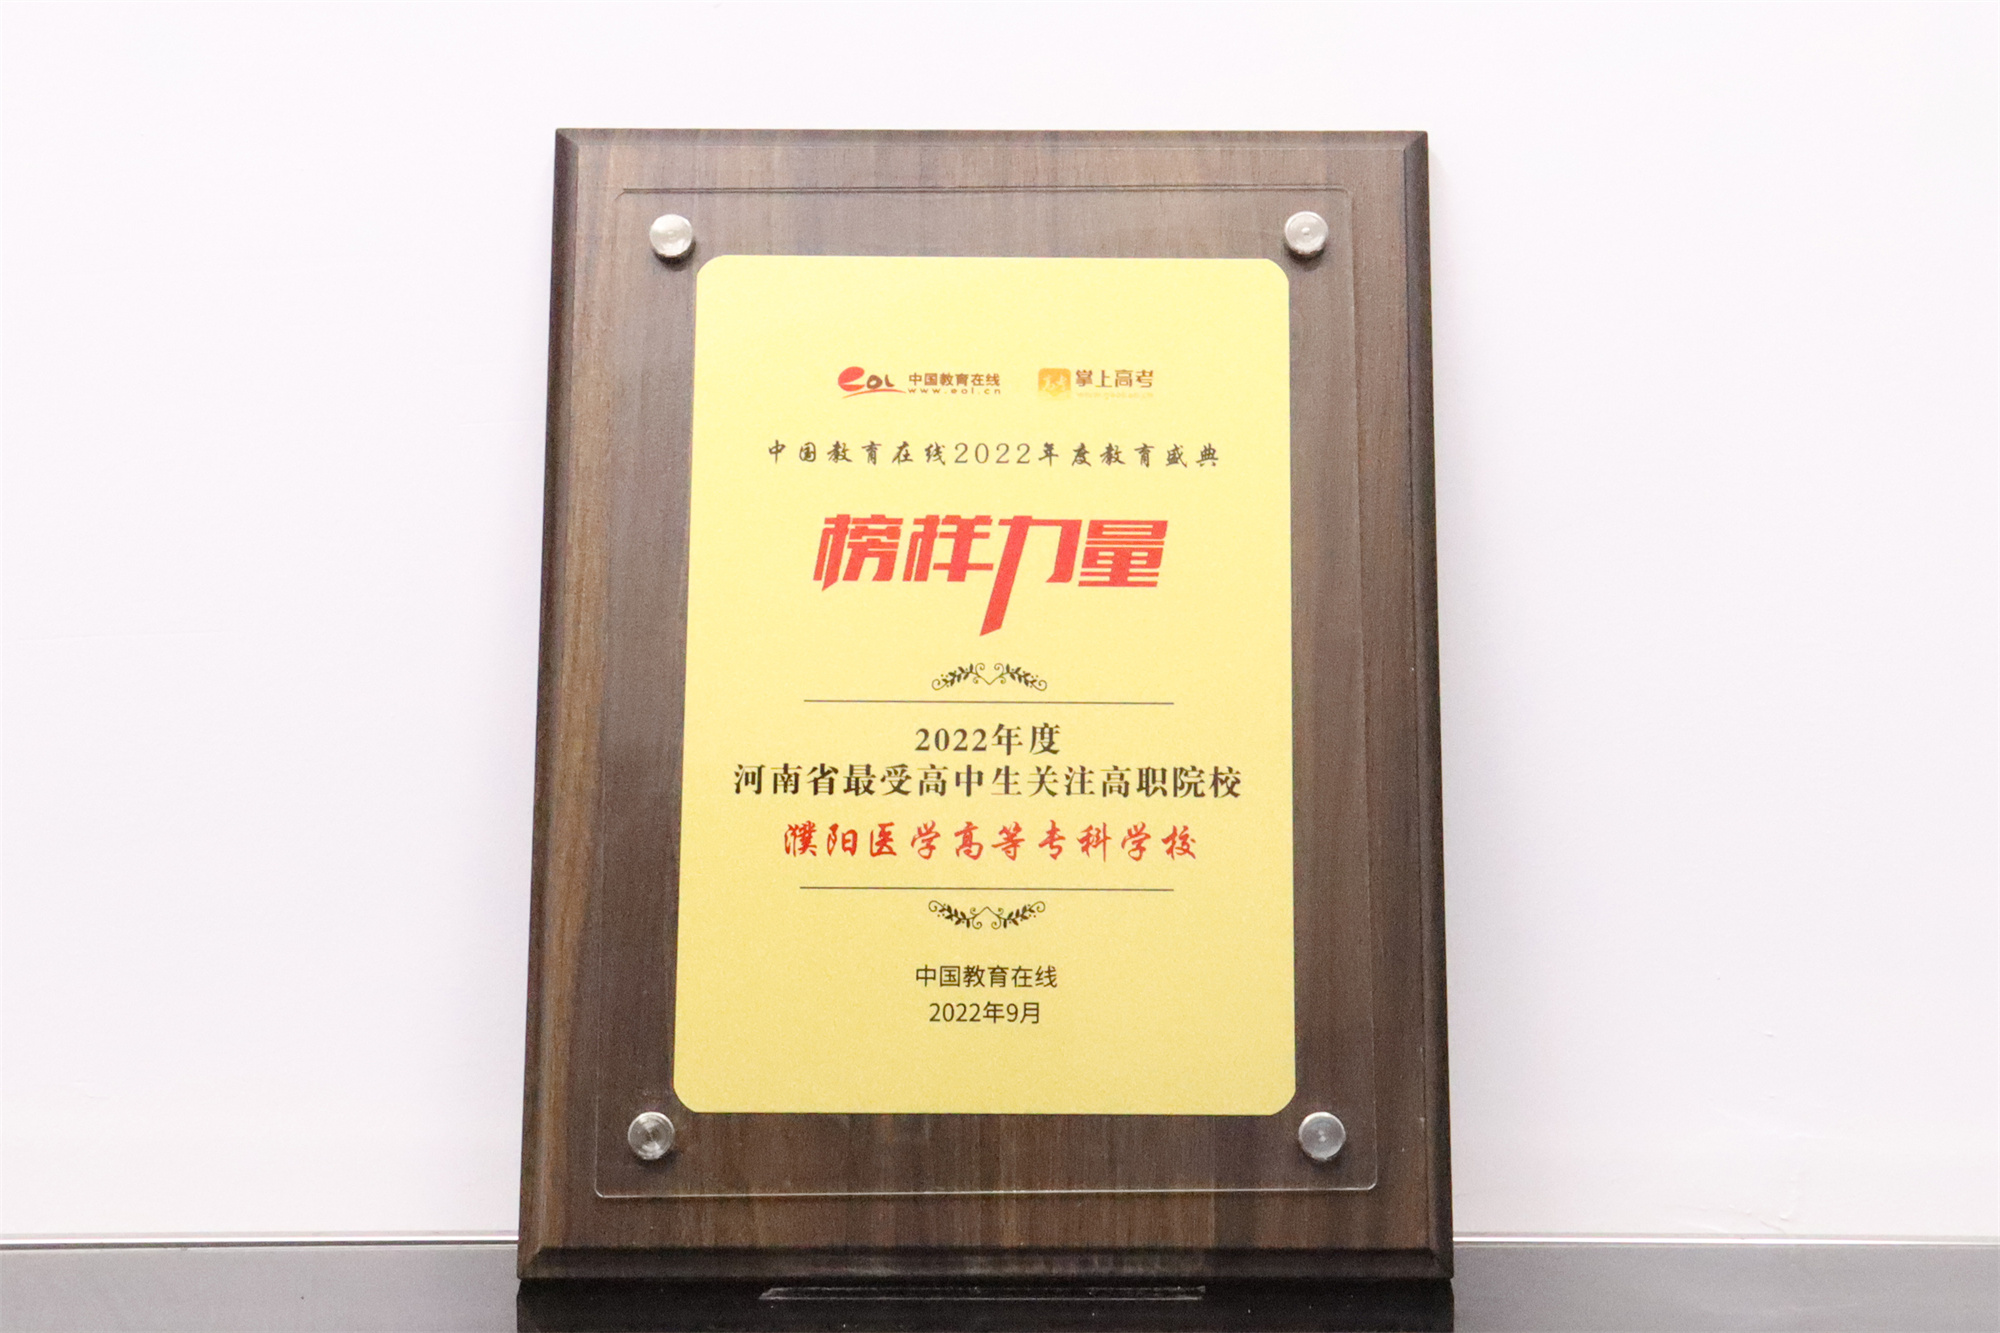 eol 中国教育在线 掌上高考
www.eol.cn
中国教育在线2022年度教育盛典
榜样力量
2022年度
河南省最受高中生关注高职院校
濮阳医学高等专科学校
中国教育在线
2022年9月